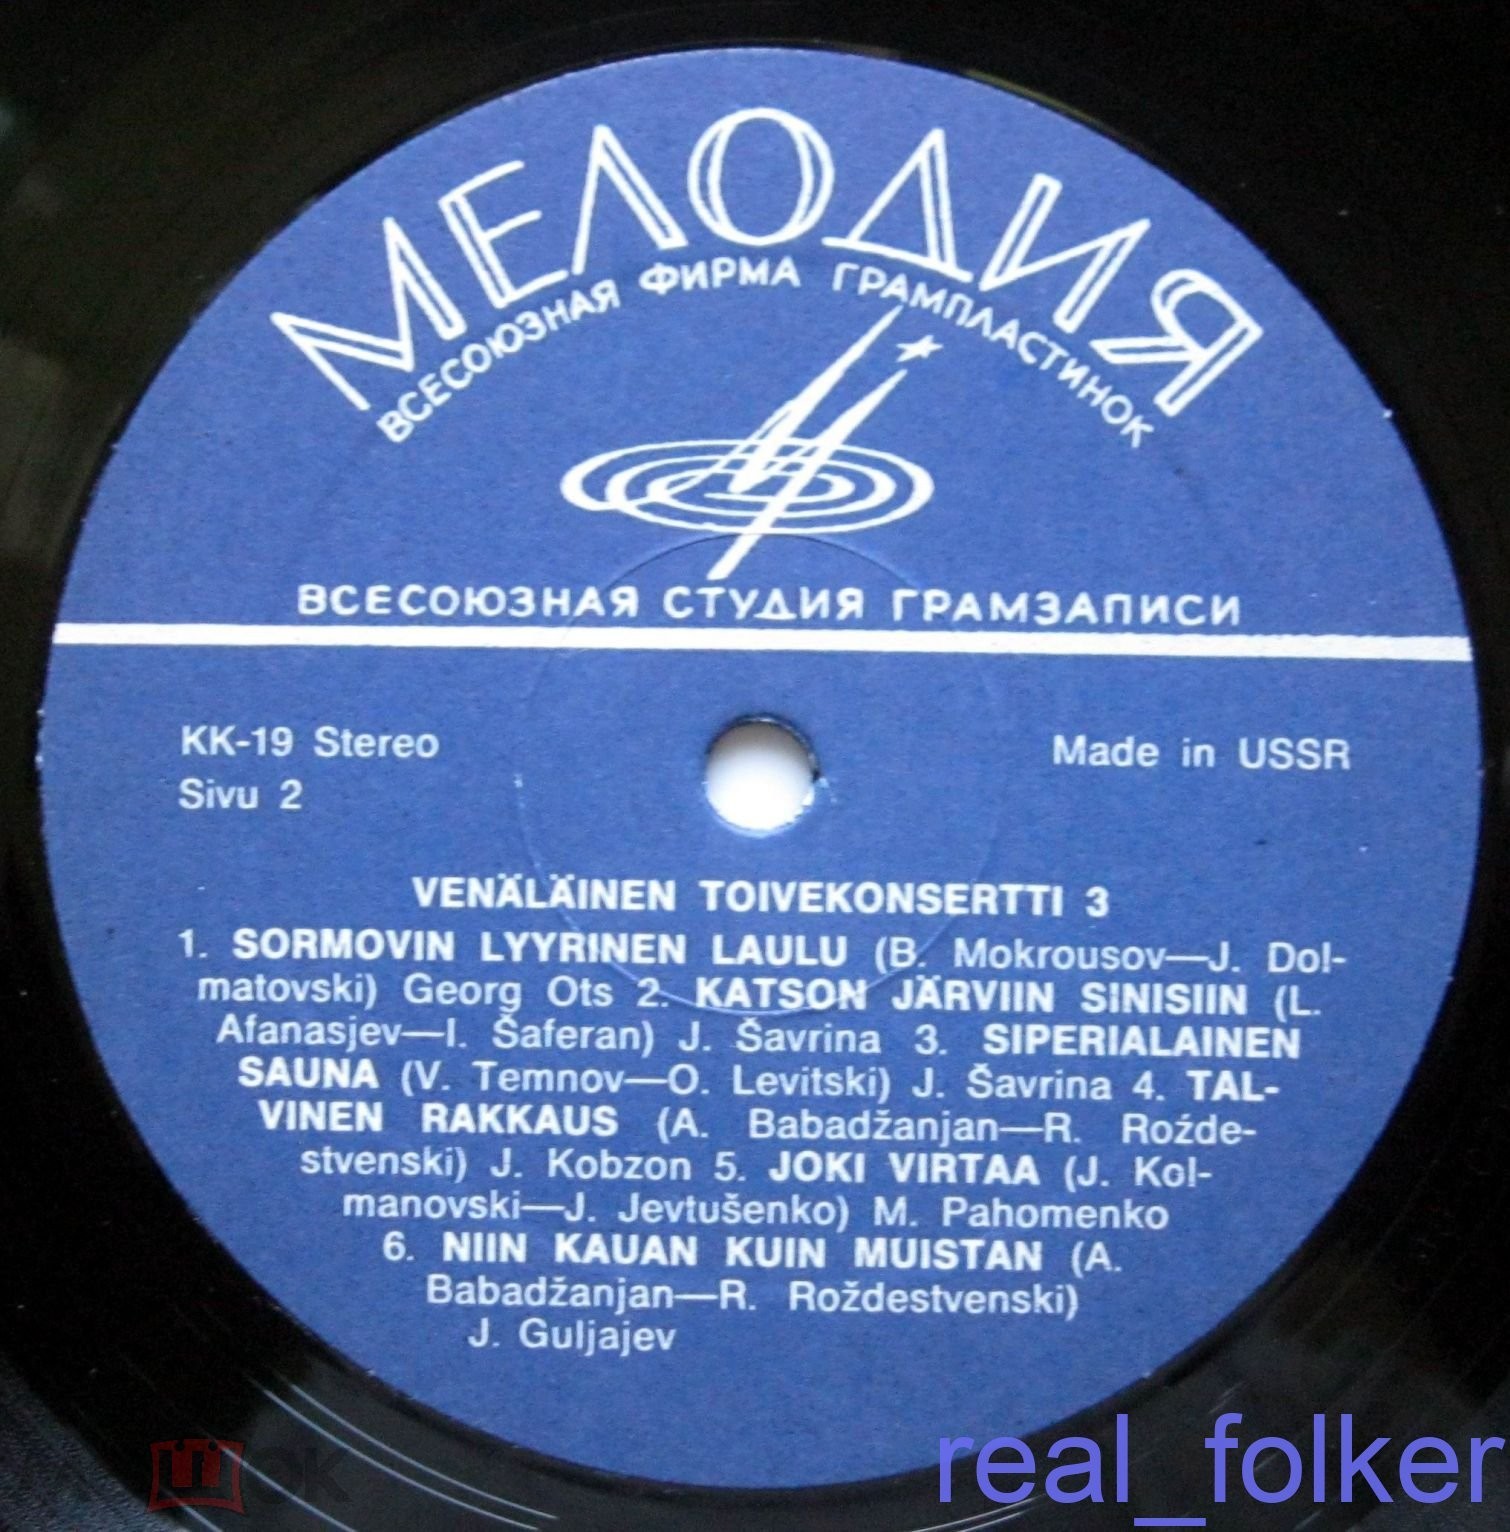 МЕЛОДИЯ
ВСЕСОЮЗНАЯ ФИРМА ГРАМПЛАСТИНОК
ВСЕСОЮЗНАЯ СТУДИЯ ГРАМЗАПИСИ
KK-19 Stereo
Made in USSR
Sivu 2
VENÄLÄINEN TOIVEKONSERTTI 3
1. SORMOVIN LYYRINEN LAULU (B. Mokrousov—J. Dol-
matovski) Georg Ots 2. KATSON JÄRVIIN SINISIIN (L.
Afanasjev—I. Šaferan) J. Šavrina 3. SIPERIALAINEN
SAUNA (V. Temnov—O. Levitski) J. Šavrina 4. TAL-
VINEN RAKKAUS (A. Babadžanjan—R. Roźde-
stvenski) J. Kobzon 5. JOKI VIRTAA (J. Kol-
manovski—J. Jevtušenko) M. Pahomenko
6. NIIN KAUAN KUIN MUISTAN (A.
Babadžanjan—R. Roždestvenski)
J. Guljajev
real_folker